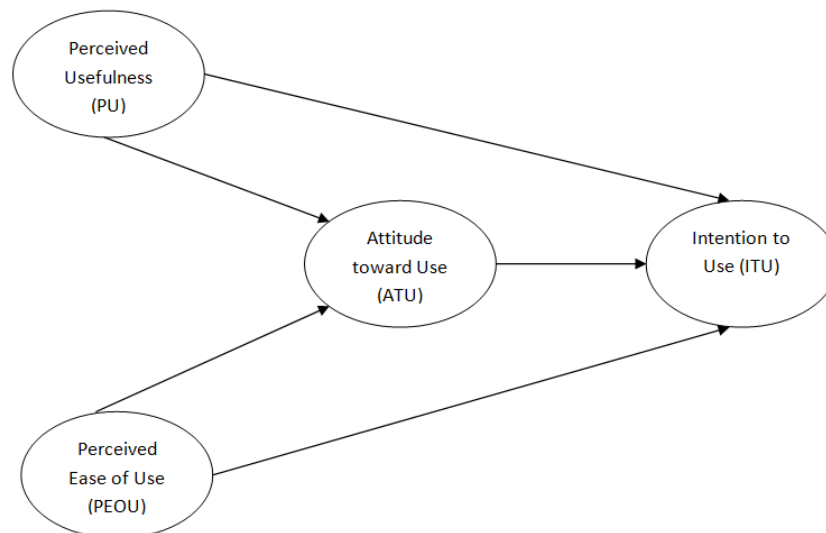 Perceived
Usefulness
(PU)
Attitude
toward Use
(ATU)
Intention to
Use (ITU)
Perceived
Ease of Use
(PEOU)